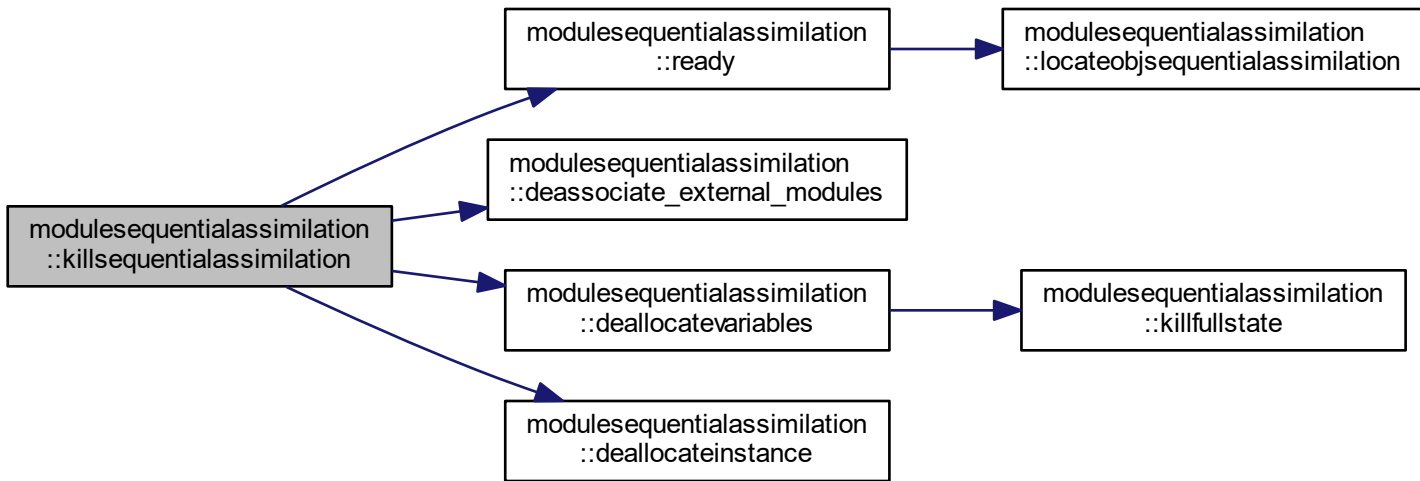 modulesequentialassimilation
::killsequentialassimilation
modulesequentialassimilation
::ready
modulesequentialassimilation
::locateobjsequentialassimilation
modulesequentialassimilation
::deassociate_external_modules
modulesequentialassimilation
::deallocatevariables
modulesequentialassimilation
::killfullstate
modulesequentialassimilation
::deallocateinstance